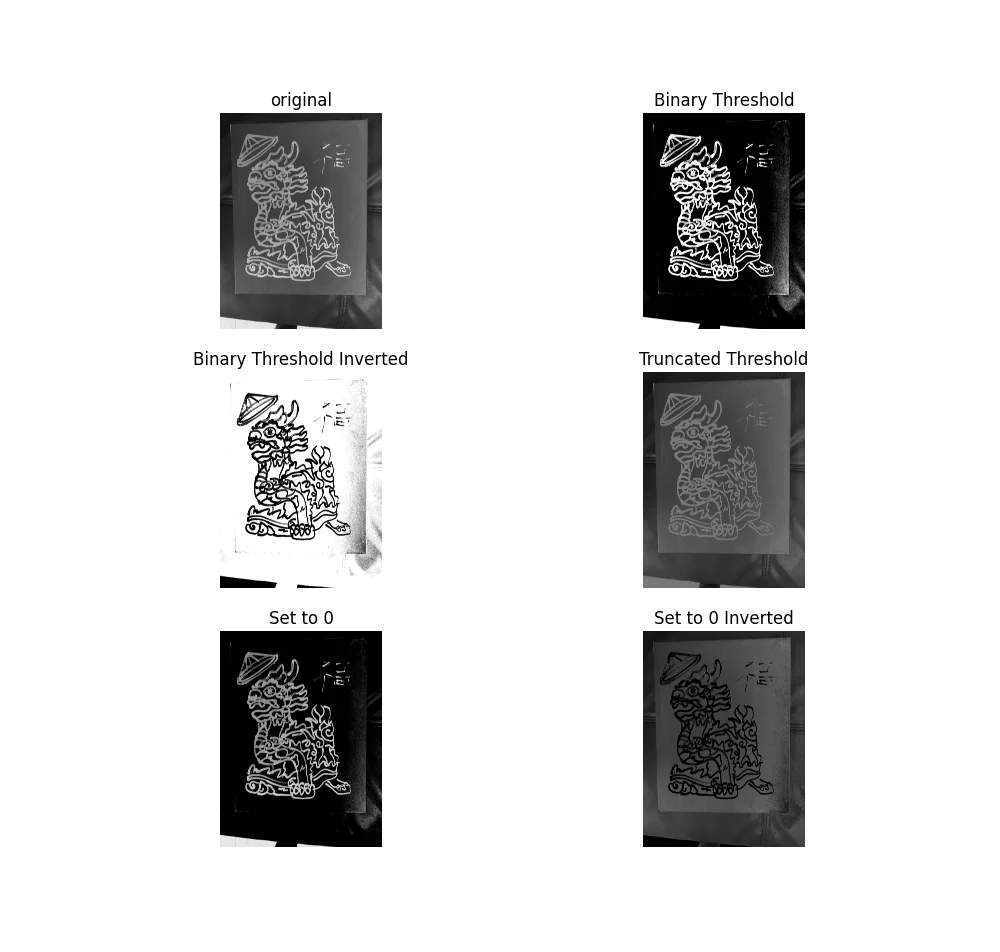 original
Binary Threshold
Binary Threshold Inverted
Truncated Threshold
Set to 0
Set to 0 Inverted